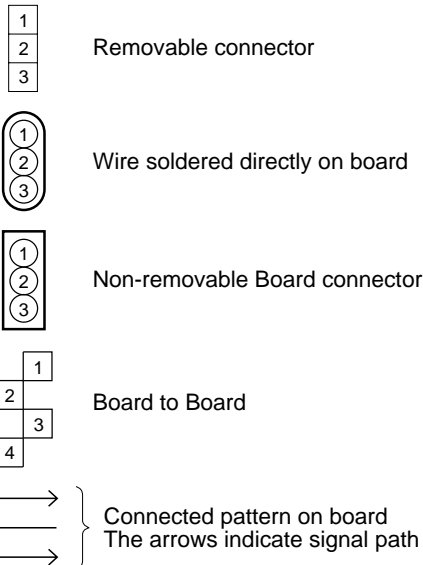 1
2
3
Removable connector
1
2
3
Wire soldered directly on board
1
2
3
Non-removable Board connector
1
2
3
4
Board to Board
Connected pattern on board
The arrows indicate signal path